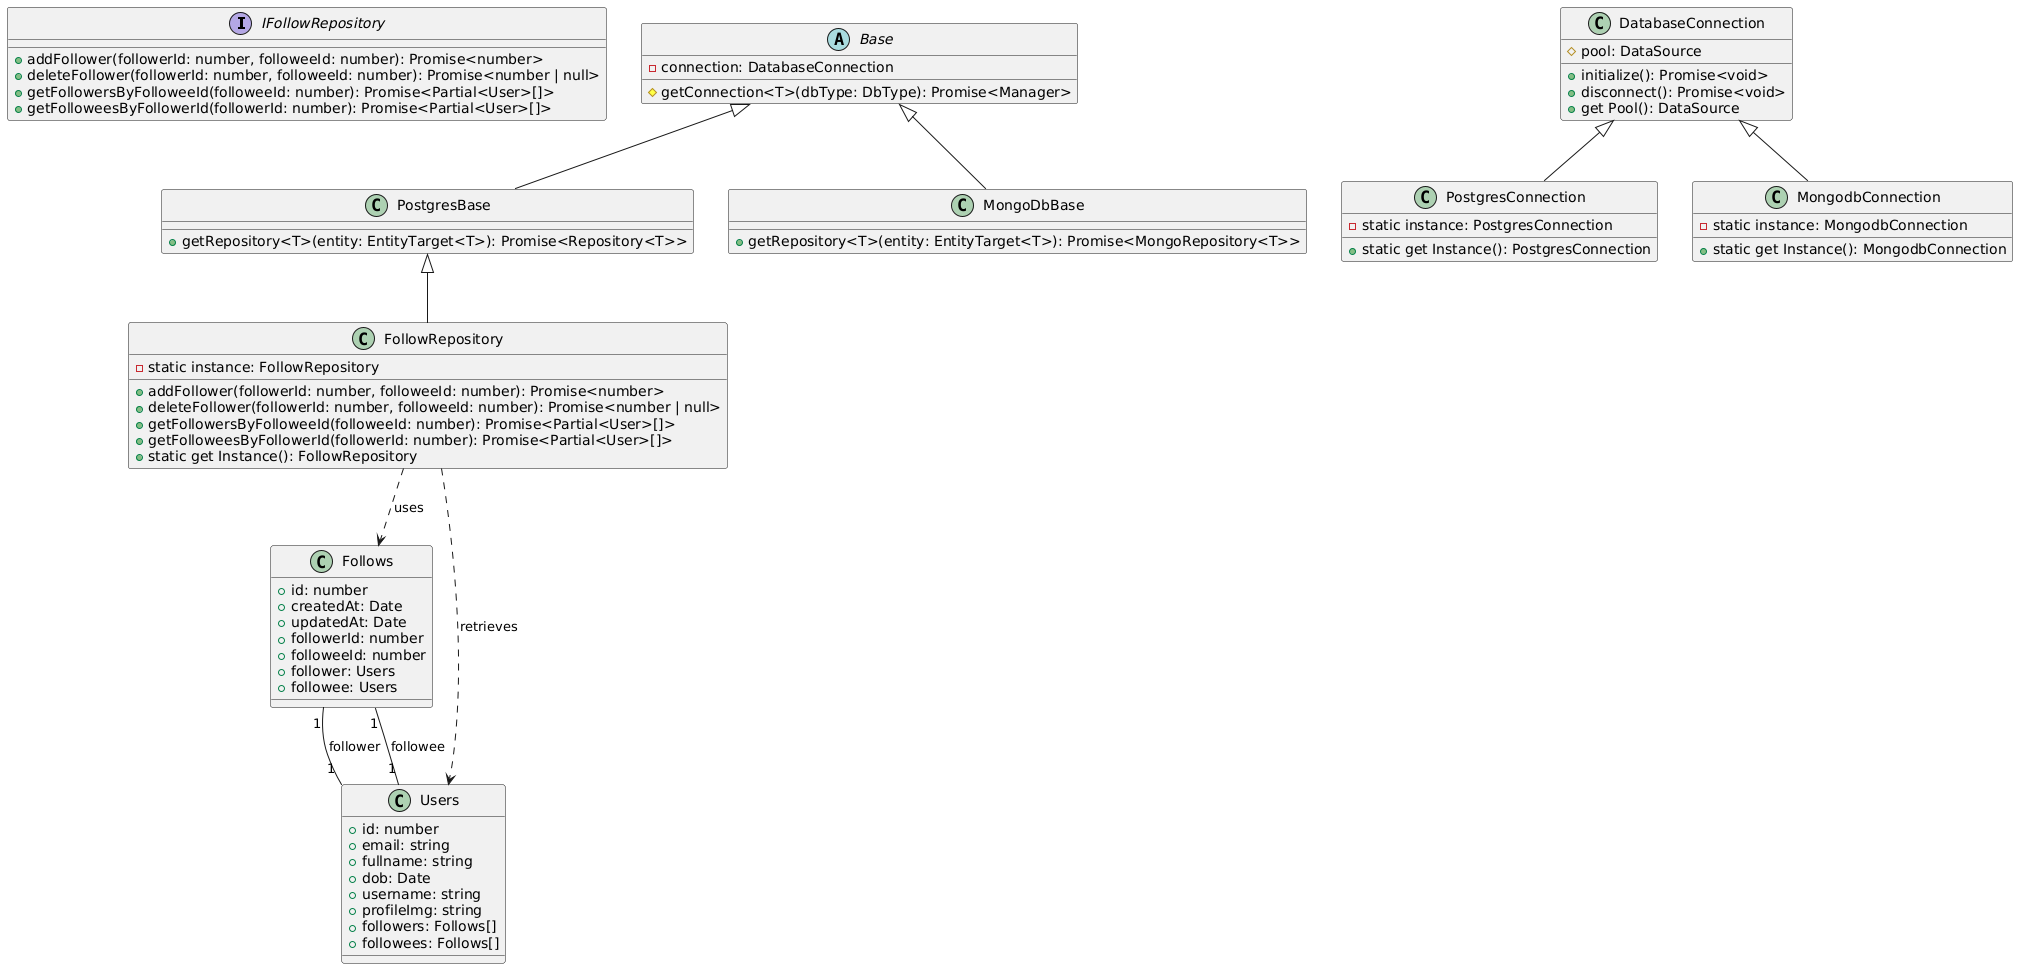 IFollowRepository
addFollower(followerId: number, followeeId: number): Promise<number>
deleteFollower(followerId: number, followeeId: number): Promise<number | null>
getFollowersByFolloweeId(followeeId: number): Promise<Partial<User>[]>
getFolloweesByFollowerId(followerId: number): Promise<Partial<User>[]>
Base
connection: DatabaseConnection
getConnection<T>(dbType: DbType): Promise<Manager>
DatabaseConnection
pool: DataSource
initialize(): Promise<void>
disconnect(): Promise<void>
get Pool(): DataSource
PostgresBase
getRepository<T>(entity: EntityTarget<T>): Promise<Repository<T>>
MongoDbBase
getRepository<T>(entity: EntityTarget<T>): Promise<MongoRepository<T>>
PostgresConnection
static instance: PostgresConnection
static get Instance(): PostgresConnection
MongodbConnection
static instance: MongodbConnection
static get Instance(): MongodbConnection
FollowRepository
static instance: FollowRepository
addFollower(followerId: number, followeeId: number): Promise<number>
deleteFollower(followerId: number, followeeId: number): Promise<number | null>
getFollowersByFolloweeId(followeeId: number): Promise<Partial<User>[]>
getFolloweesByFollowerId(followerId: number): Promise<Partial<User>[]>
static get Instance(): FollowRepository
uses
retrieves
Follows
id: number
createdAt: Date
updatedAt: Date
followerId: number
followeeId: number
follower: Users
followee: Users
1
1
follower
followee
1
1
Users
id: number
email: string
fullname: string
dob: Date
username: string
profileImg: string
followers: Follows[]
followees: Follows[]